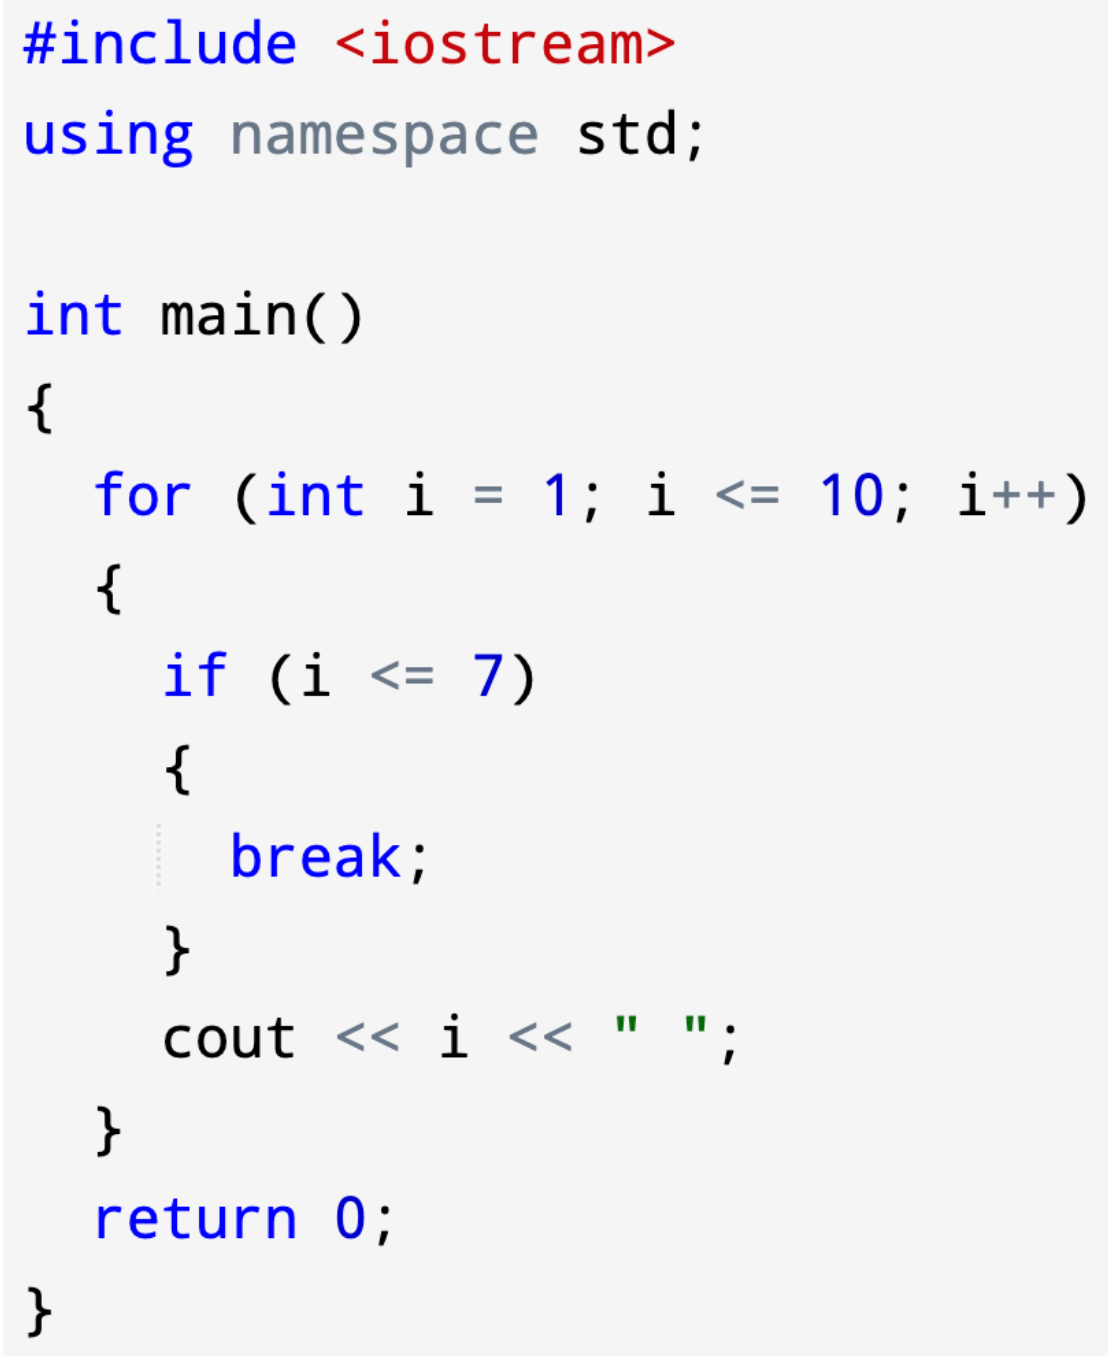 #include <iostream>
using namespace std;
int main()
{
for (int i = 1; i <= 10; i++)
{
if (i <= 7)
{
break;
}
cout << i << " ";
}
return 0;
}